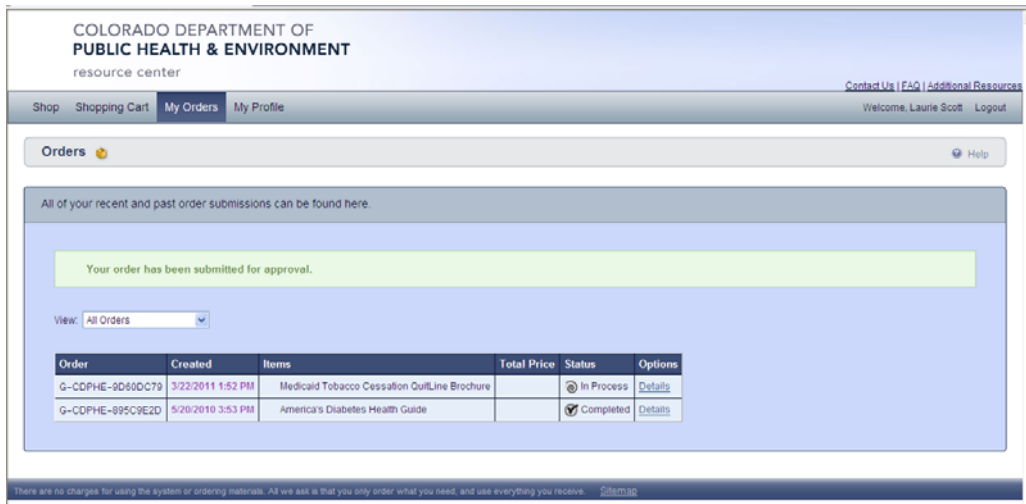 COLORADO DEPARTMENT OF
PUBLIC HEALTH & ENVIRONMENT
resource center
Contact Us | FAQ | Additional Resources
Shop Shopping Cart My Orders My Profile Welcome, Laurie Scott Logout
Orders Help
All of your recent and past order submissions can be found here.
Your order has been submitted for approval.
View: All Orders
Order Created Items Total Price Status Options
G-CDPHE-9D60DC79 3/22/2011 1:52 PM Medicaid Tobacco Cessation QuitLine Brochure In Process Details
G-CDPHE-895C9E2D 5/20/2010 3:53 PM America's Diabetes Health Guide Completed Details
There are no charges for using the system or ordering materials. All we ask is that you only order what you need, and use everything you receive. Sitemap